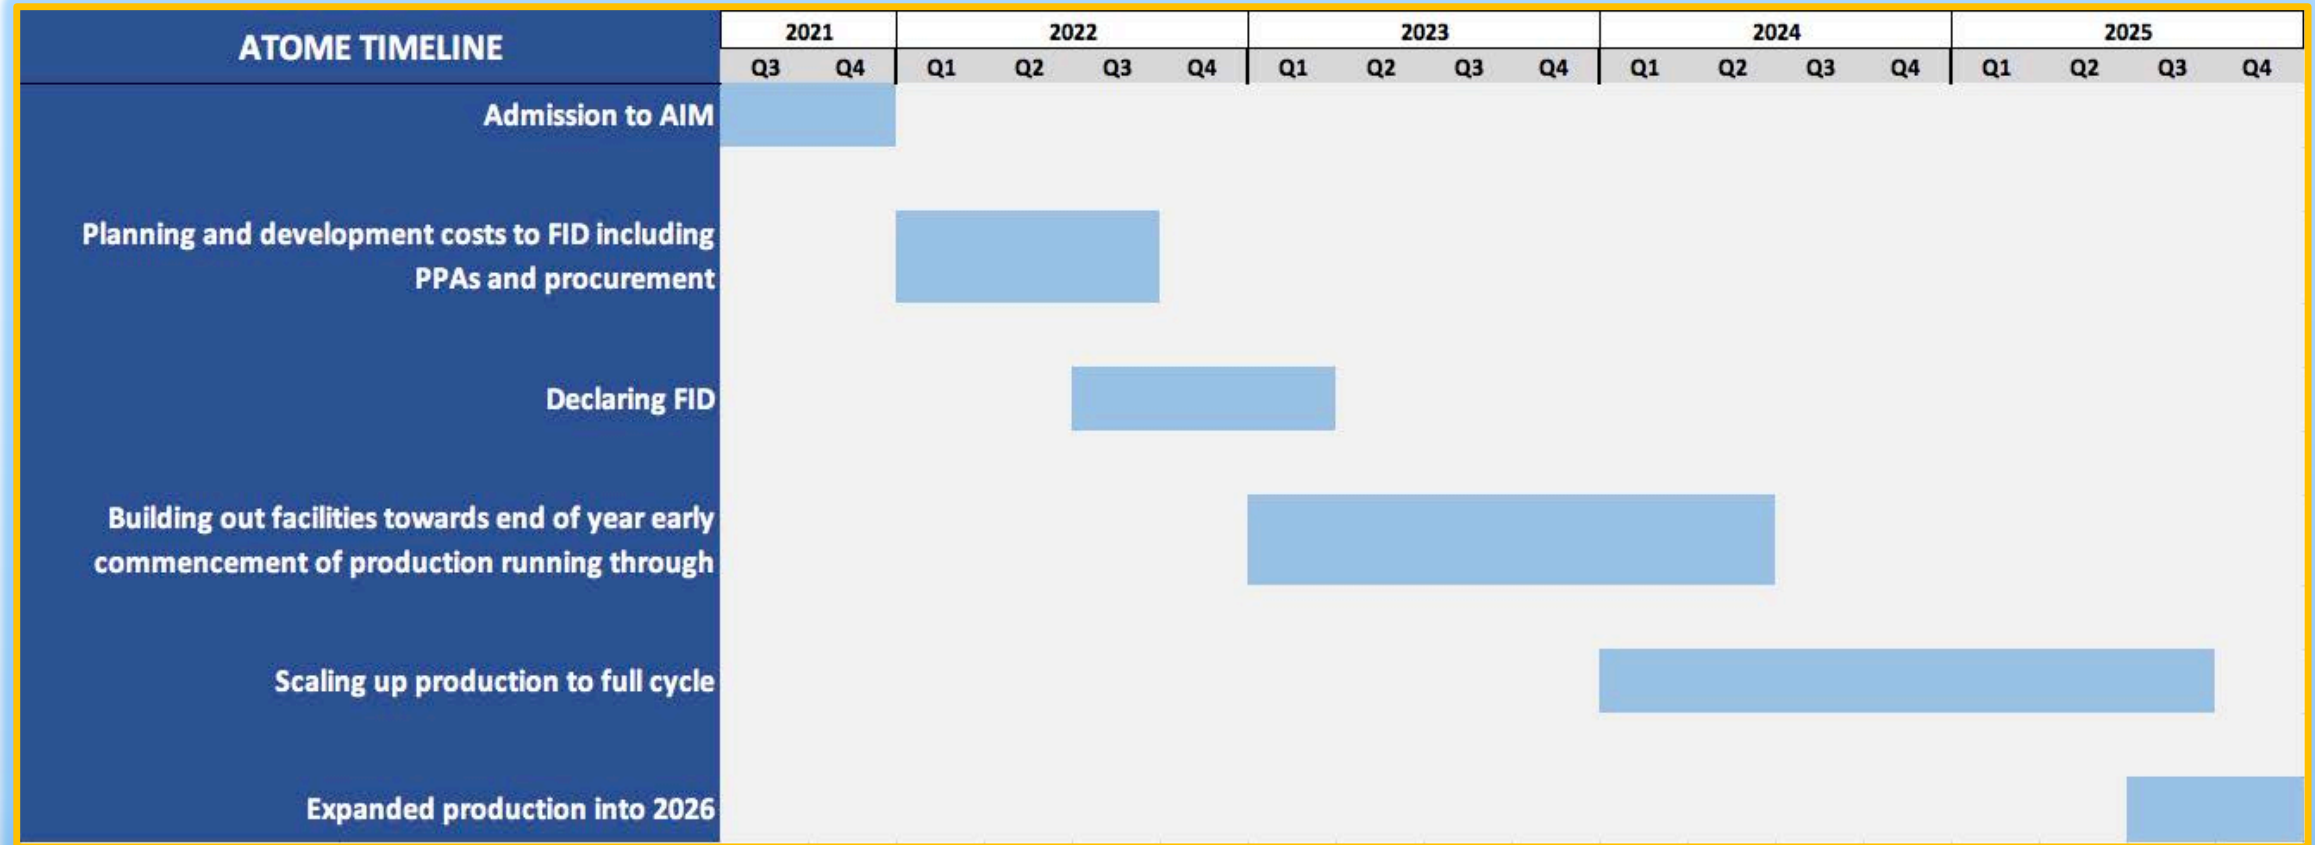 ATOME TIMELINE
2021 2022 2023 2024 2025
Q3 Q4 Q1 Q2 Q3 Q4 Q1 Q2 Q3 Q4 Q1 Q2 Q3 Q4 Q1 Q2 Q3 Q4
Admission to AIM
Planning and development costs to FID including
PPAs and procurement
Declaring FID
Building out facilities towards end of year early
commencement of production running through
Scaling up production to full cycle
Expanded production into 2026